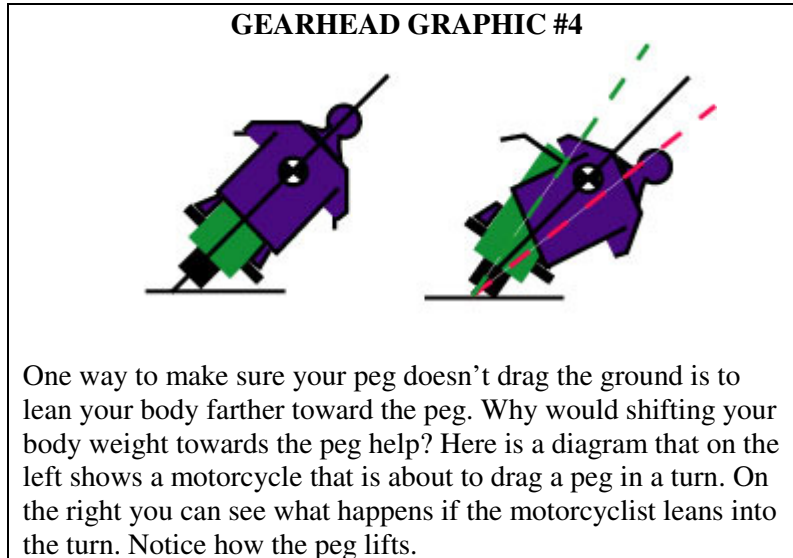 GEARHEAD GRAPHIC #4
One way to make sure your peg doesn’t drag the ground is to
lean your body farther toward the peg. Why would shifting your
body weight towards the peg help? Here is a diagram that on the
left shows a motorcycle that is about to drag a peg in a turn. On
the right you can see what happens if the motorcyclist leans into
the turn. Notice how the peg lifts.